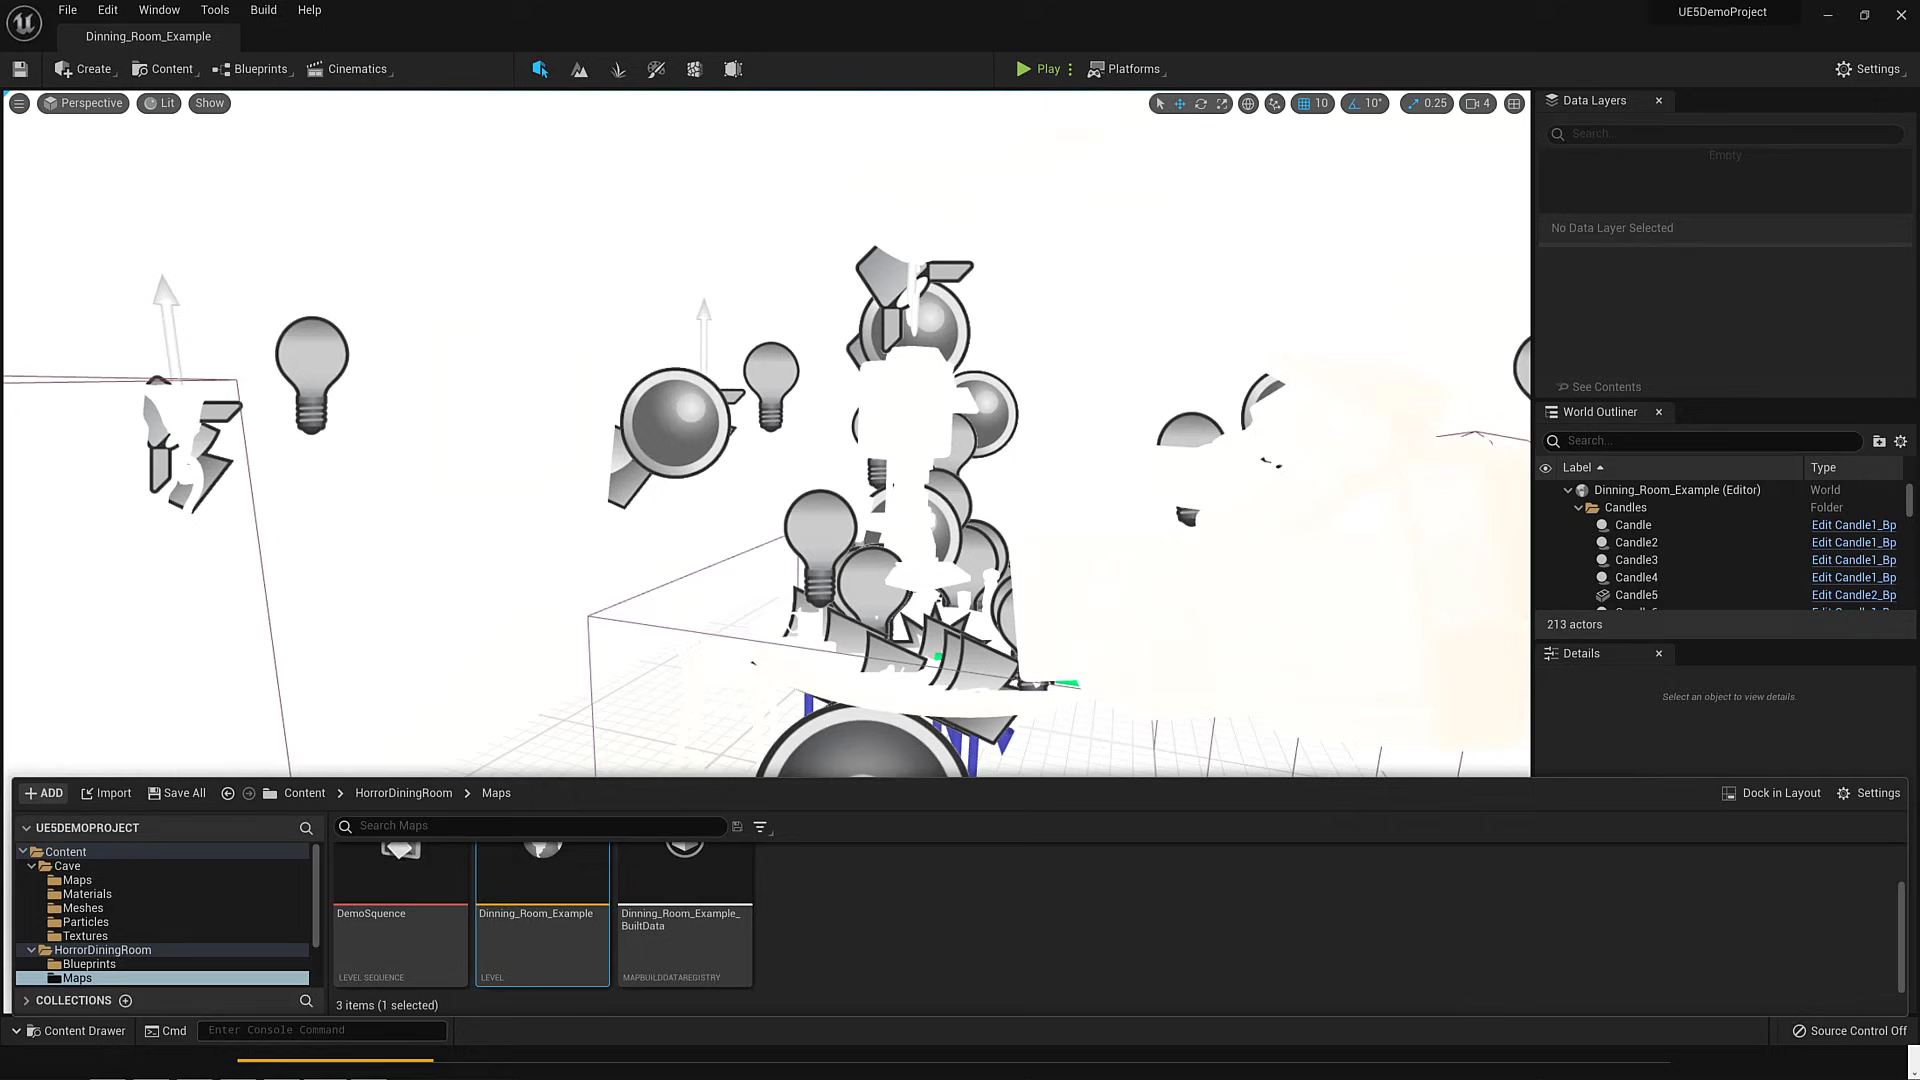 File Edit Window Tools Build Help
UE5DemoProject
Dinning_Room_Example
Create Content Blueprints Cinematics Play Platforms Settings
Perspective Lit Show 10 10° 0.25 4
Data Layers
Search...
Empty
No Data Layer Selected
See Contents
World Outliner
Search...
Label Type
Dinning_Room_Example (Editor) World
Candles Folder
Candle Edit Candle1_Bp
Candle2 Edit Candle1_Bp
Candle3 Edit Candle1_Bp
Candle4 Edit Candle1_Bp
Candle5 Edit Candle2_Bp
213 actors
Details
Select an object to view details.
ADD Import Save All Content HorrorDiningRoom Maps Dock in Layout Settings
UE5DEMOPROJECT
Search Maps
Content
Cave
Maps
Materials
Meshes
Particles
Textures
HorrorDiningRoom
Blueprints
Maps
COLLECTIONS
DemoSquence
LEVEL SEQUENCE
Dinning_Room_Example
LEVEL
Dinning_Room_Example_
BuiltData
MAPBUILDDATAREGISTRY
3 items (1 selected)
Content Drawer Cmd Enter Console Command Source Control Off